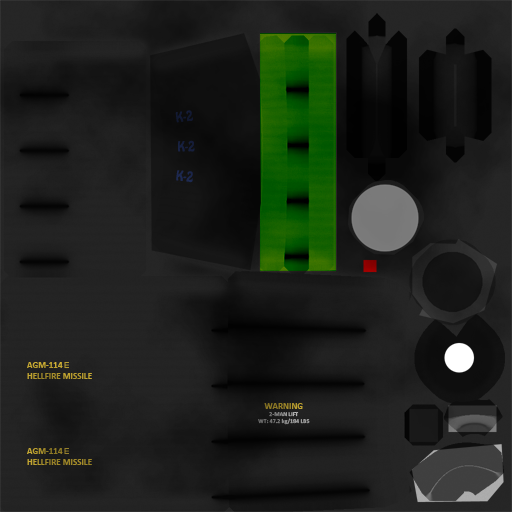 K-2
K-2
K-2
AGM-114 E
HELLFIRE MISSILE
WARNING
2-MAN LIFT
WT: 47.2 kg/104 LBS
AGM-114 E
HELLFIRE MISSILE